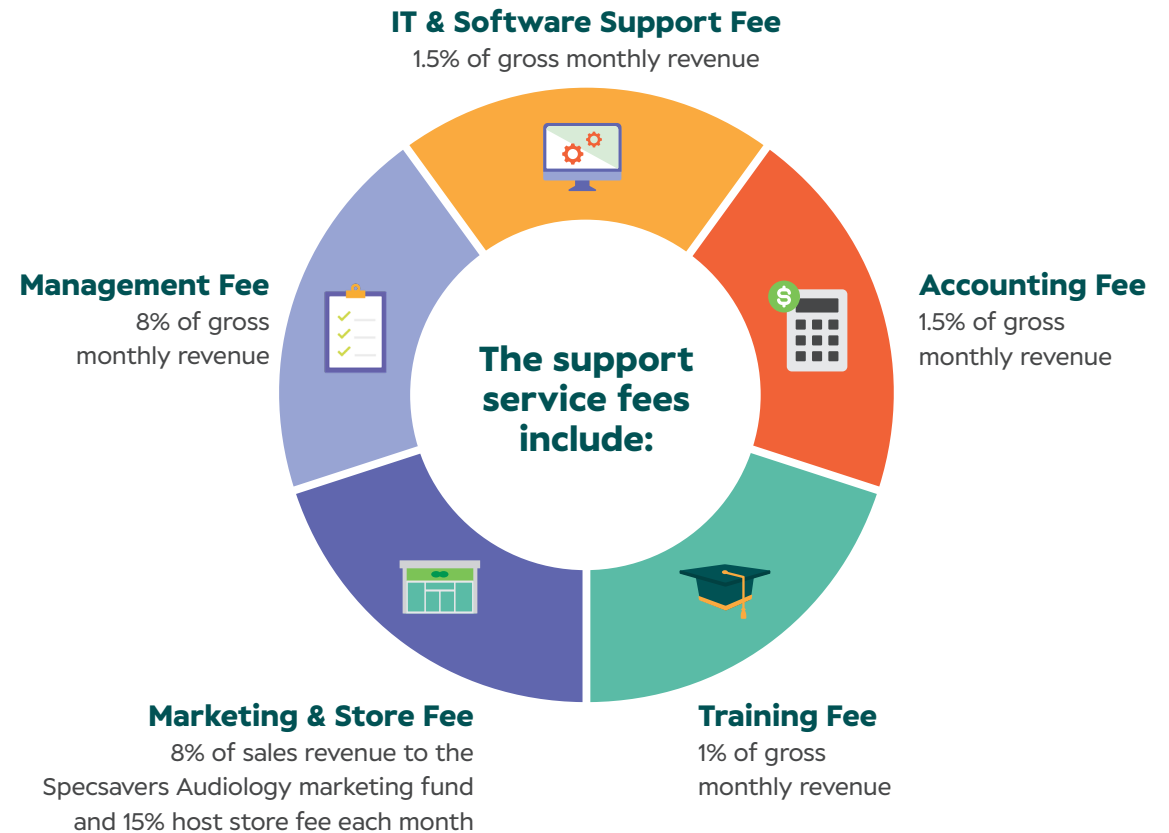 IT & Software Support Fee
1.5% of gross monthly revenue
Management Fee
8% of gross
monthly revenue
Accounting Fee
1.5% of gross
monthly revenue
$
The support
service fees
include:
Marketing & Store Fee
8% of sales revenue to the
Specsavers Audiology marketing fund
and 15% host store fee each month
Training Fee
1% of gross
monthly revenue